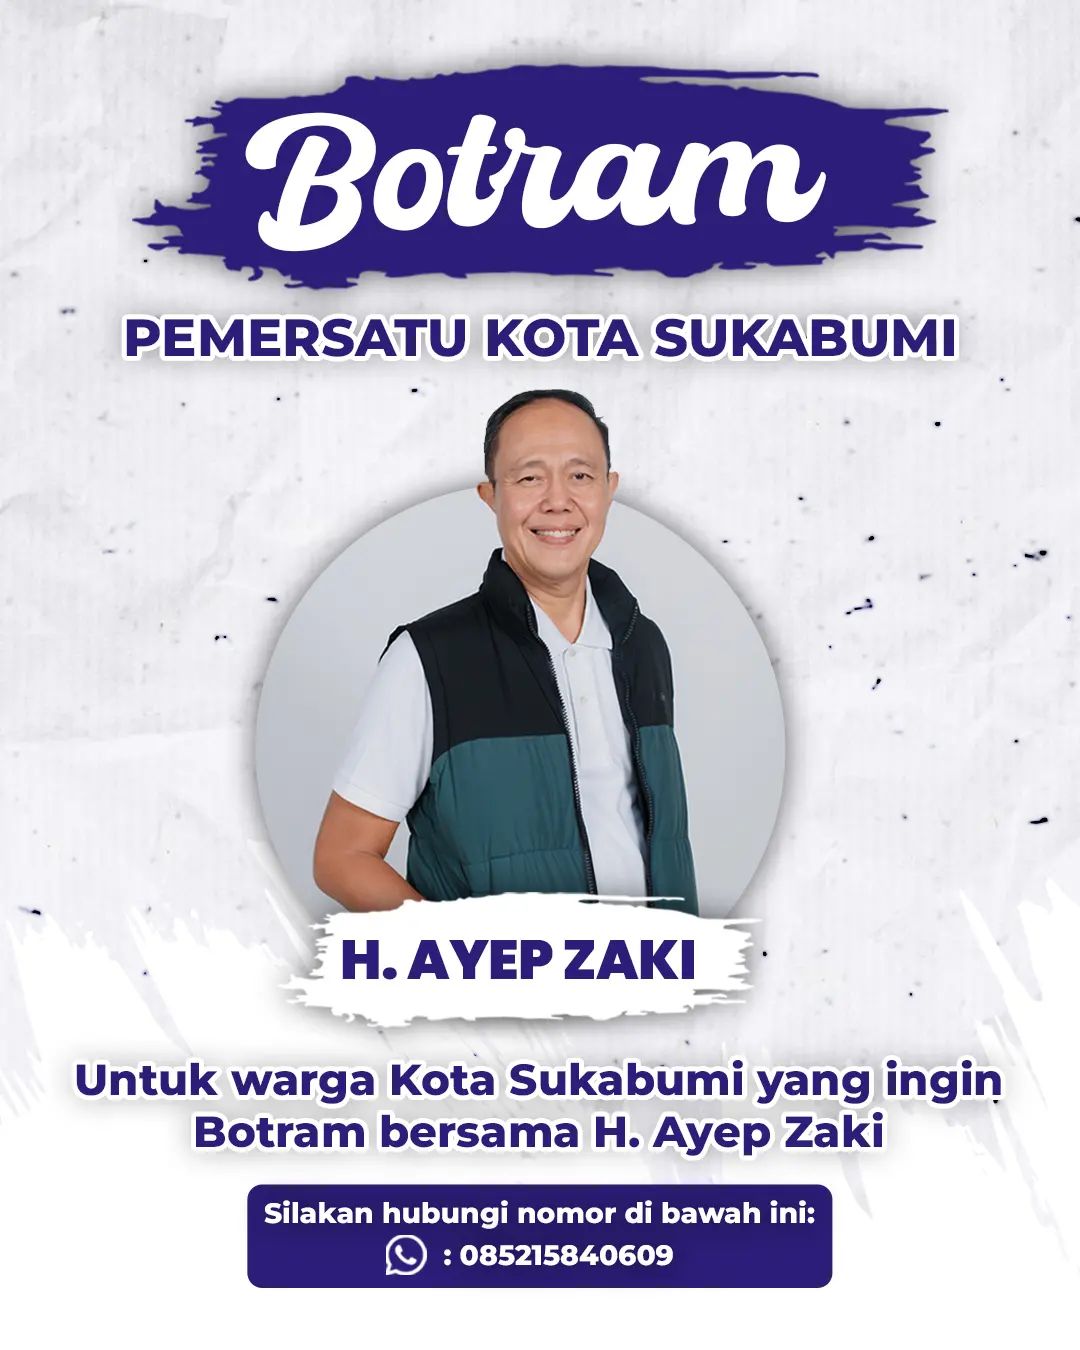 Botram
PEMERSATU KOTA SUKABUMI
H. AYEP ZAKI
Untuk warga Kota Sukabumi yang ingin
Botram bersama H. Ayep Zaki
Silakan hubungi nomor di bawah ini:
: 085215840609